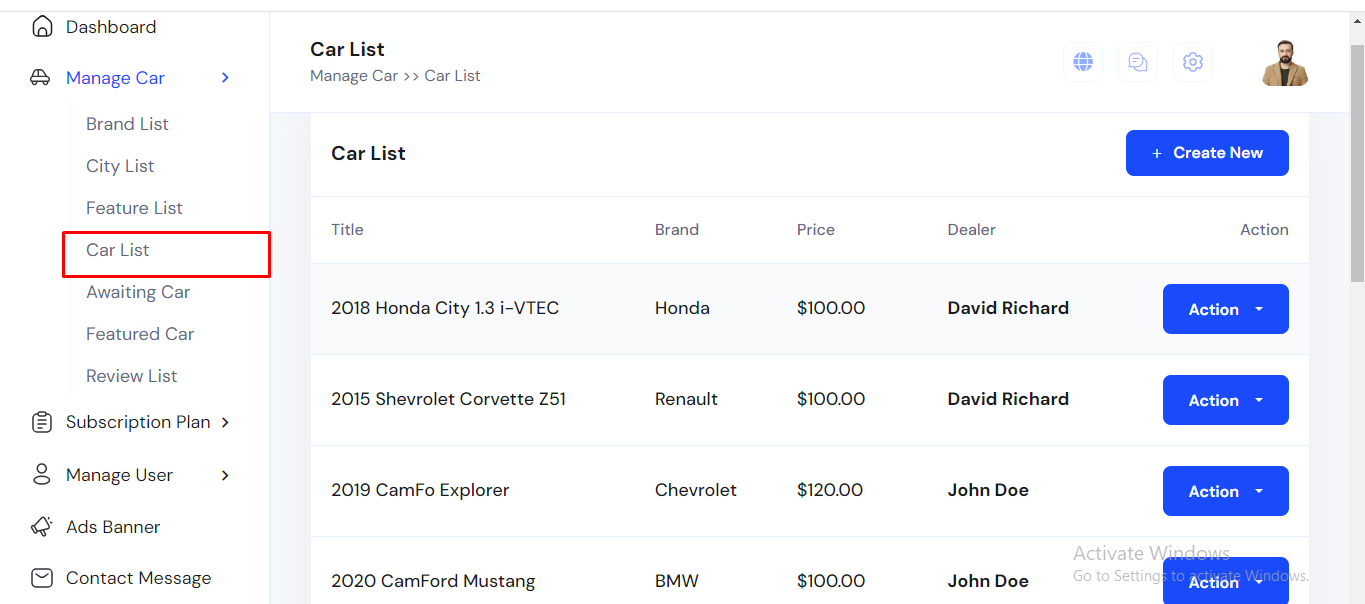 Dashboard
Manage Car
Brand List
City List
Feature List
Car List
Awaiting Car
Featured Car
Review List
Subscription Plan
Manage User
Ads Banner
Contact Message
Car List
Manage Car >> Car List
Car List
+ Create New
Title Brand Price Dealer Action
2018 Honda City 1.3 i-VTEC Honda $100.00 David Richard Action
2015 Shevrolet Corvette Z51 Renault $100.00 David Richard Action
2019 CamFo Explorer Chevrolet $120.00 John Doe Action
2020 CamFord Mustang BMW $100.00 John Doe Action
Activate Windows
Go to Settings to activate Windows.